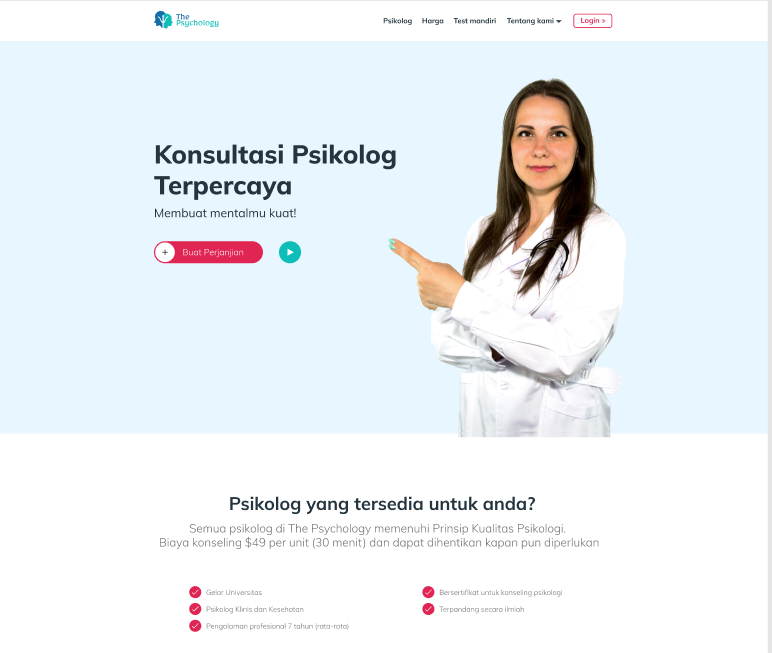 The
Psychology
Psikolog
Harga
Test mandiri
Tentang kami
Login »
Konsultasi Psikolog
Terpercaya
Membuat mentalmu kuat!
Buat Perjanjian
Psikolog yang tersedia untuk anda?
Semua psikolog di The Psychology memenuhi Prinsip Kualitas Psikologi.
Biaya konseling $49 per unit (30 menit) dan dapat dihentikan kapan pun diperlukan
Gelar Universitas
Psikolog Klinis dan Kesehatan
Pengalaman profesional 7 tahun (rata-rata)
Bersertifikat untuk konseling psikologi
Terpandang secara ilmiah